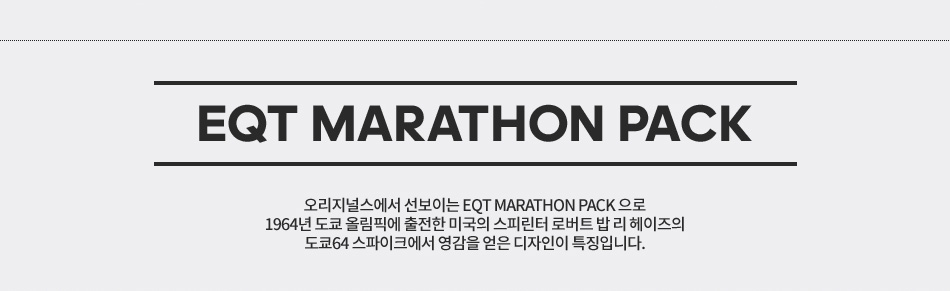 EQT MARATHON PACK
오리지널스에서 선보이는 EQT MARATHON PACK 으로
1964년 도쿄 올림픽에 출전한 미국의 스피린터 로버트 밥 리 헤이즈의
도쿄64 스파이크에서 영감을 얻은 디자인이 특징입니다.